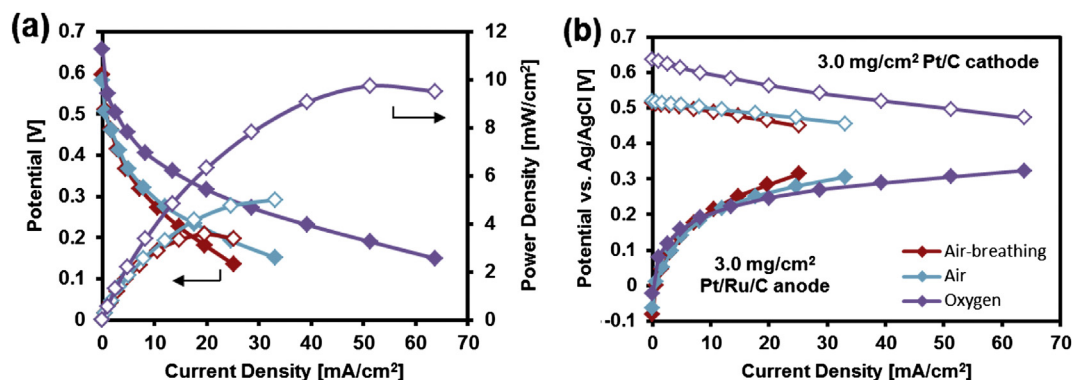 (a)
0.7
0.6
0.5
0.4
0.3
0.2
0.1
0
Potential [V]
12
10
8
6
4
2
0
Power Density [mW/cm²]
0 10 20 30 40 50 60 70
Current Density [mA/cm²]
(b)
0.7
0.6
0.5
0.4
0.3
0.2
0.1
0
-0.1
Potential vs. Ag/AgCl [V]
3.0 mg/cm² Pt/C cathode
3.0 mg/cm²
Pt/Ru/C anode
Air-breathing
Air
Oxygen
0 10 20 30 40 50 60 70
Current Density [mA/cm²]